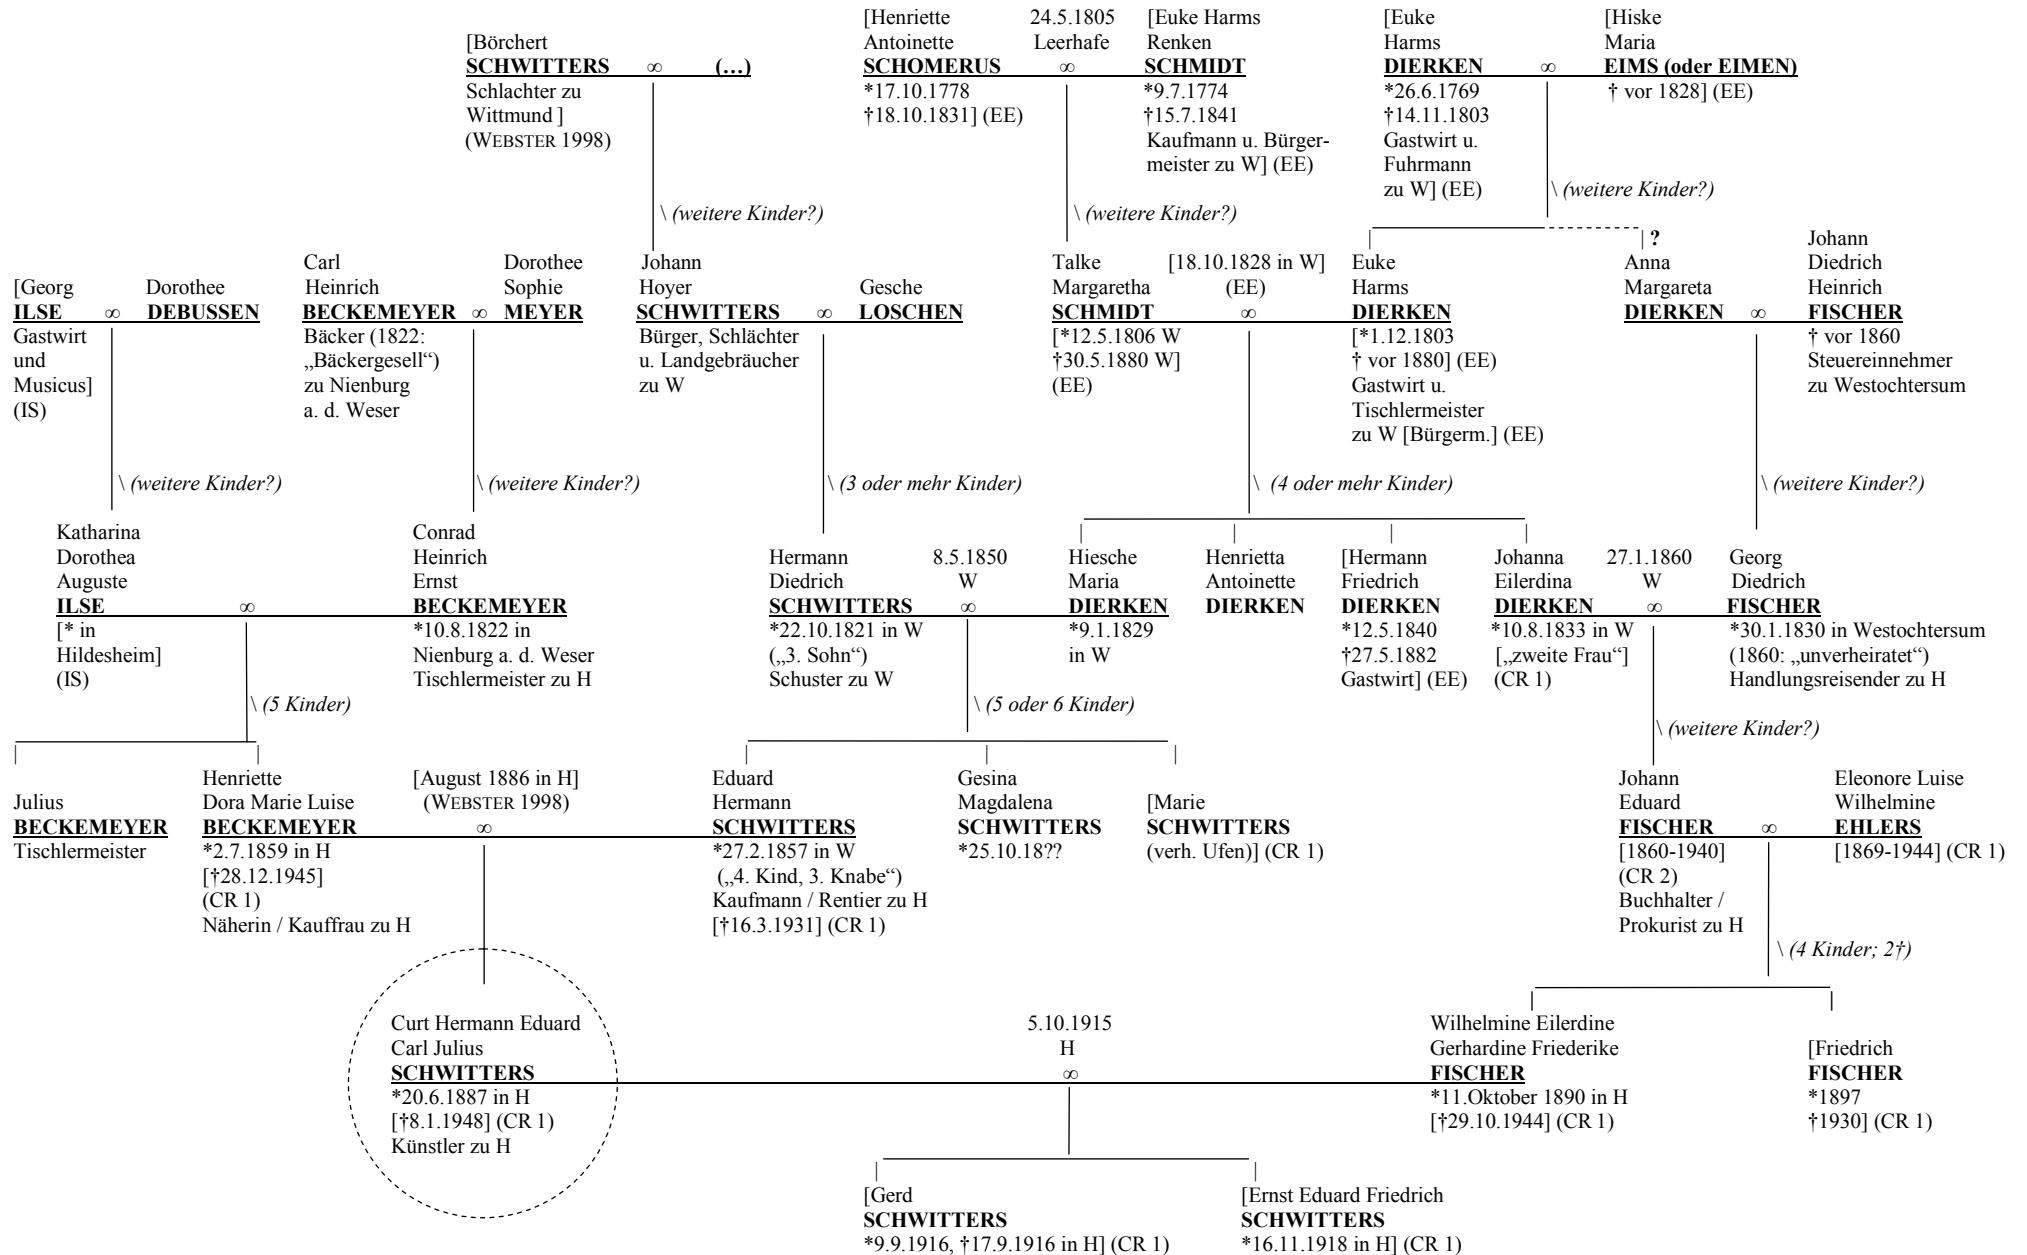 [Börchert
SCHWITTERS ∞ (…)
Schlachter zu
Wittmund ]
(WEBSTER 1998)
\ (weitere Kinder?)
[Henriette
Antoinette
SCHOMERUS ∞
*17.10.1778
†18.10.1831] (EE)
24.5.1805
Leerhafe
[Euke Harms
Renken
SCHMIDT
*9.7.1774
†15.7.1841
Kaufmann u. Bürger-
meister zu W] (EE)
\ (weitere Kinder?)
[Euke
Harms
DIERKEN ∞
*26.6.1769
†14.11.1803
Gastwirt u.
Fuhrmann
zu W] (EE)
[Hiske
Maria
EIMS (oder EIMEN)
† vor 1828] (EE)
\ (weitere Kinder?)
[Georg
ILSE ∞
Gastwirt
und
Musicus]
(IS)
Dorothee
DEBUSSEN
\ (weitere Kinder?)
Carl
Heinrich
BECKEMEYER ∞
Bäcker (1822:
„Bäckergesell“)
zu Nienburg
a. d. Weser
Dorothee
Sophie
MEYER
\ (weitere Kinder?)
Johann
Hoyer
SCHWITTERS ∞
Bürger, Schlächter
u. Landgebräucher
zu W
Gesche
LOSCHEN
\ (3 oder mehr Kinder)
Talke
Margaretha
SCHMIDT ∞
[*12.5.1806 W
†30.5.1880 W]
(EE)
[18.10.1828 in W]
(EE)
Euke
Harms
DIERKEN
[*1.12.1803
† vor 1880] (EE)
Gastwirt u.
Tischlermeister
zu W [Bürgerm.] (EE)
\ (4 oder mehr Kinder)
?
Anna
Margareta
DIERKEN ∞
Johann
Diedrich
Heinrich
FISCHER
† vor 1860
Steuereinnehmer
zu Westochtersum
\ (weitere Kinder?)
Katharina
Dorothea
Auguste
ILSE ∞
[* in
Hildesheim]
(IS)
Conrad
Heinrich
Ernst
BECKEMEYER
*10.8.1822 in
Nienburg a. d. Weser
Tischlermeister zu H
\ (5 Kinder)
Hermann
Diedrich
SCHWITTERS ∞
*22.10.1821 in W
(„3. Sohn“)
Schuster zu W
8.5.1850
W
Hiesche
Maria
DIERKEN
*9.1.1829
in W
\ (5 oder 6 Kinder)
Henrietta
Antoinette
DIERKEN
[Hermann
Friedrich
DIERKEN
*12.5.1840
†27.5.1882
Gastwirt] (EE)
Johanna
Eilerdina
DIERKEN ∞
*10.8.1833 in W
[„zweite Frau“]
(CR 1)
27.1.1860
W
Georg
Diedrich
FISCHER
*30.1.1830 in Westochtersum
(1860: „unverheiratet“)
Handlungsreisender zu H
\ (weitere Kinder?)
Julius
BECKEMEYER
Tischlermeister
Henriette
Dora Marie Luise
BECKEMEYER ∞
*2.7.1859 in H
[†28.12.1945]
(CR 1)
Näherin / Kauffrau zu H
[August 1886 in H]
(WEBSTER 1998)
Eduard
Hermann
SCHWITTERS
*27.2.1857 in W
(„4. Kind, 3. Knabe“)
Kaufmann / Rentier zu H
[†16.3.1931] (CR 1)
Gesina
Magdalena
SCHWITTERS
*25.10.18??
[Marie
SCHWITTERS
(verh. Ufen)] (CR 1)
Johann
Eduard
FISCHER ∞
[1860-1940]
(CR 2)
Buchhalter /
Prokurist zu H
Eleonore Luise
Wilhelmine
EHLERS
[1869-1944] (CR 1)
\ (4 Kinder; 2†)
Curt Hermann Eduard
Carl Julius
SCHWITTERS
*20.6.1887 in H
[†8.1.1948] (CR 1)
Künstler zu H
5.10.1915
H
∞
Wilhelmine Eilerdine
Gerhardine Friederike
FISCHER
*11.Oktober 1890 in H
[†29.10.1944] (CR 1)
[Friedrich
FISCHER
*1897
†1930] (CR 1)
[Gerd
SCHWITTERS
*9.9.1916, †17.9.1916 in H] (CR 1)
[Ernst Eduard Friedrich
SCHWITTERS
*16.11.1918 in H] (CR 1)